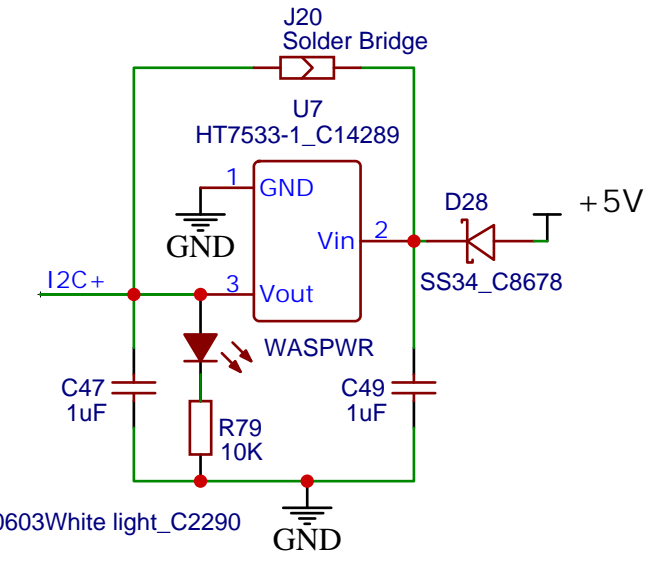 J20
Solder Bridge
U7
HT7533-1_C14289
1
GND
GND
Vin
2
D28
+5V
SS34_C8678
I2C+
3
Vout
WASPWR
C47
1uF
C49
1uF
R79
10K
0603White light_C2290
GND